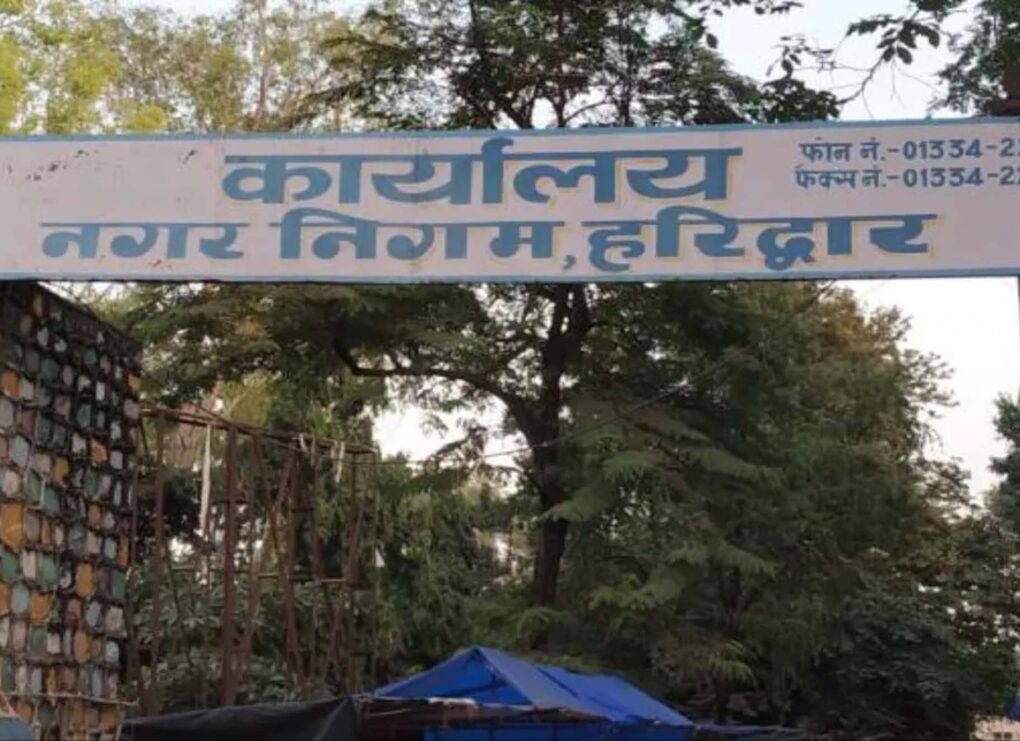 कार्यालय
नगर निगम, हरिद्वार
फोन नं.-01334-2
फैक्स नं.-01334-2